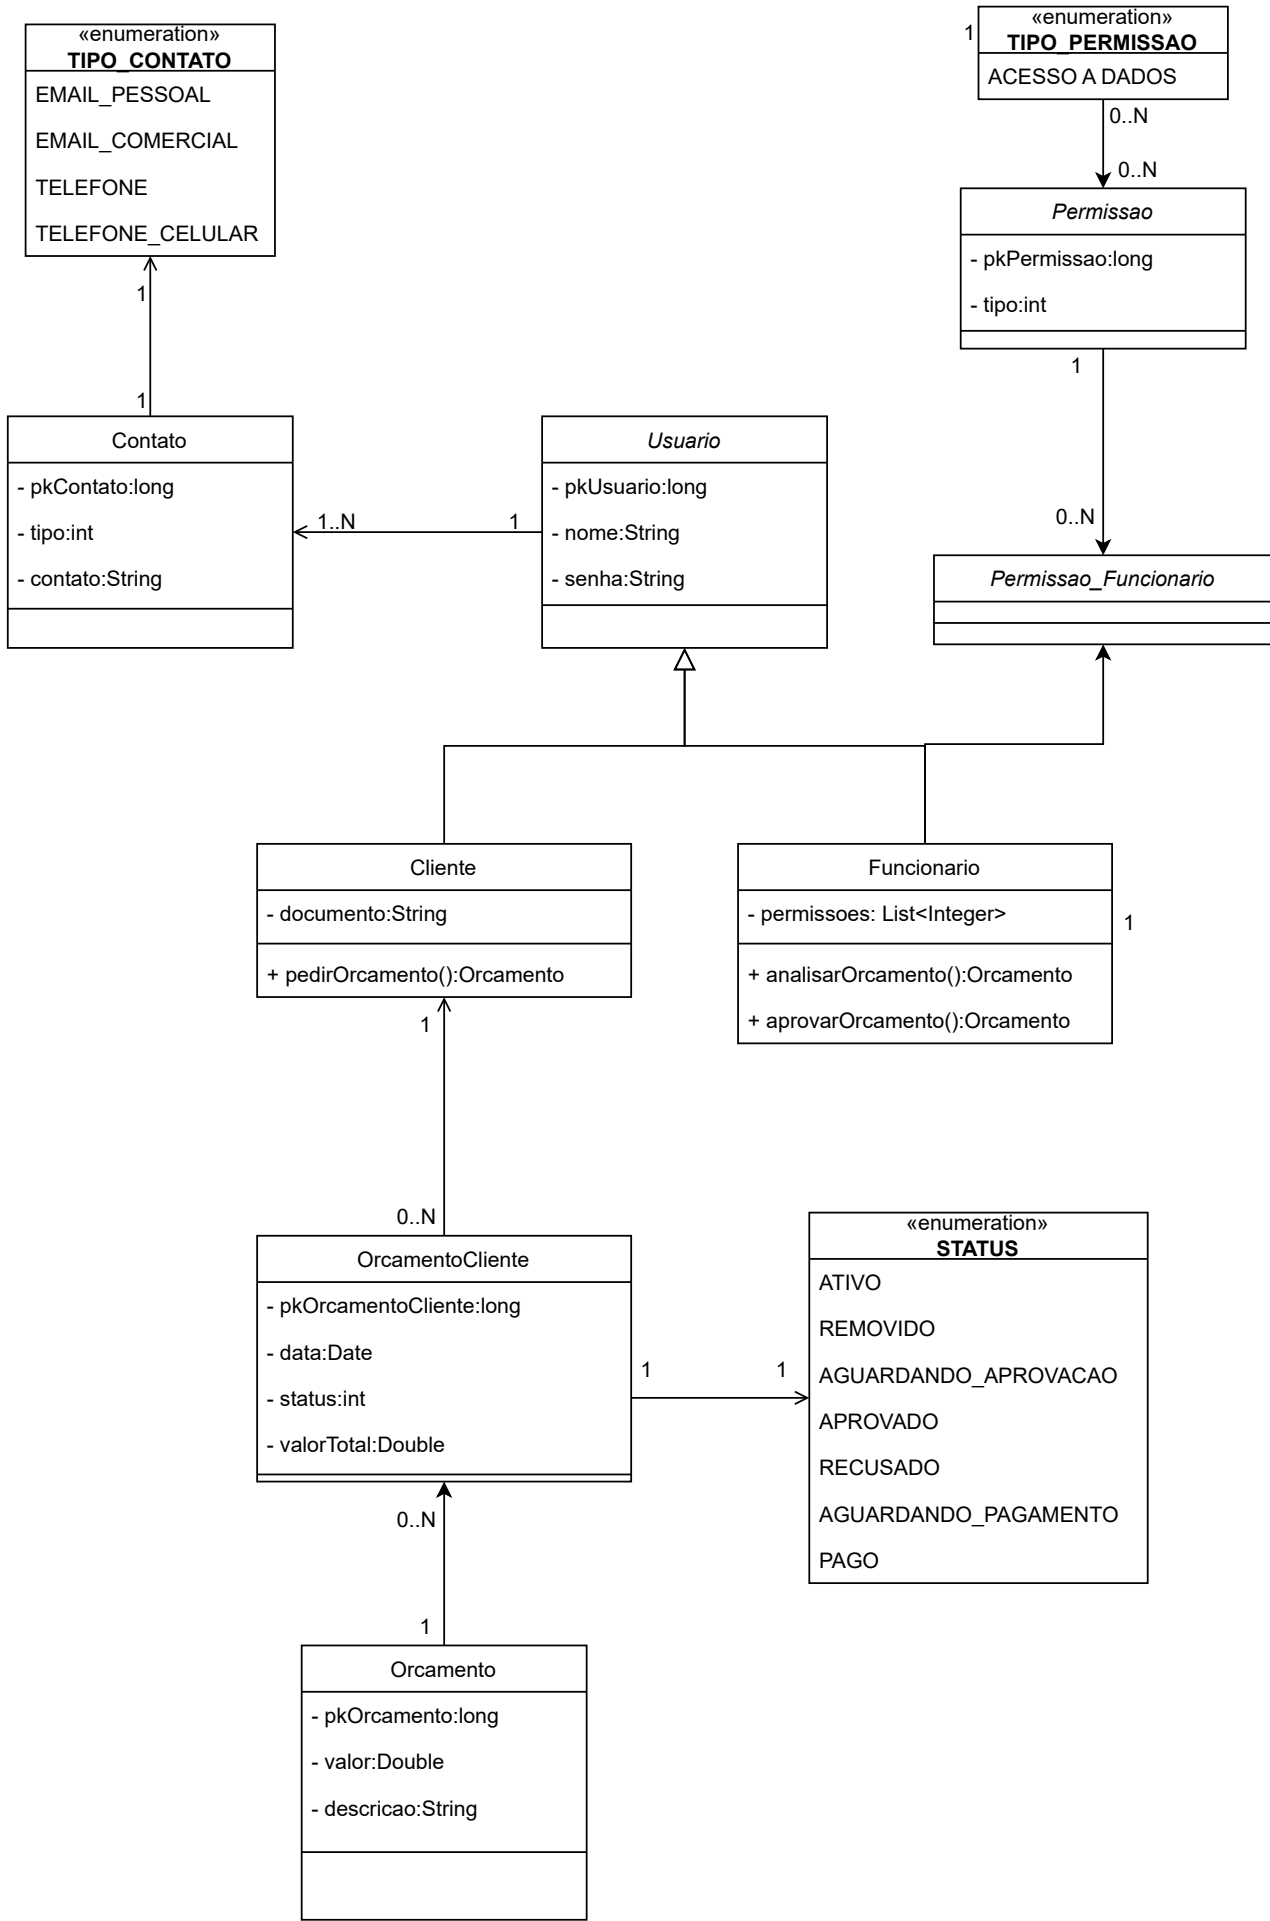 «enumeration»
TIPO_CONTATO
EMAIL_PESSOAL
EMAIL_COMERCIAL
TELEFONE
TELEFONE_CELULAR
1
1
1
«enumeration»
TIPO_PERMISSAO
ACESSO A DADOS
0..N
0..N
Permissao
- pkPermissao:long
- tipo:int
1
0..N
Permissao_Funcionario
Contato
- pkContato:long
- tipo:int
- contato:String
1..N
1
Usuario
- pkUsuario:long
- nome:String
- senha:String
Cliente
- documento:String
+ pedirOrcamento():Orcamento
Funcionario
- permissoes: List<Integer>
+ analisarOrcamento():Orcamento
+ aprovarOrcamento():Orcamento
1
1
0..N
OrcamentoCliente
- pkOrcamentoCliente:long
- data:Date
- status:int
- valorTotal:Double
1
1
«enumeration»
STATUS
ATIVO
REMOVIDO
AGUARDANDO_APROVACAO
APROVADO
RECUSADO
AGUARDANDO_PAGAMENTO
PAGO
0..N
1
Orcamento
- pkOrcamento:long
- valor:Double
- descricao:String